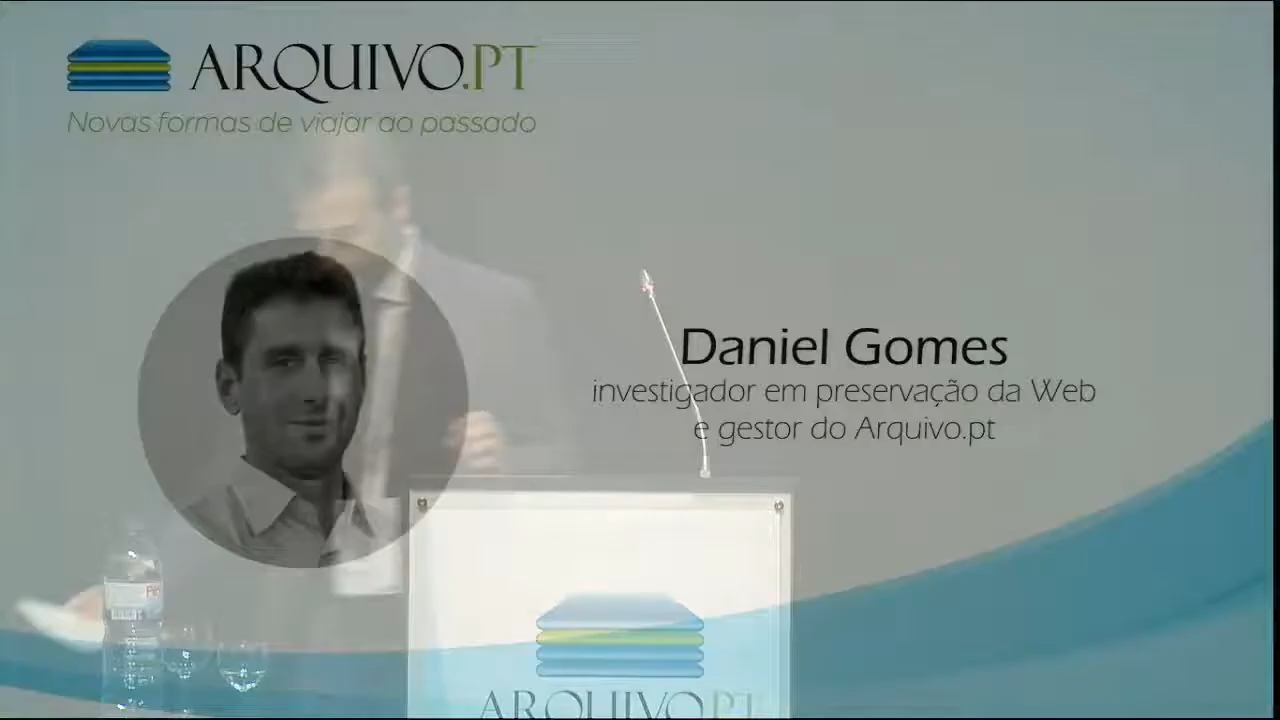 ARQUIVO.PT
Novas formas de viajar ao passado
Daniel Gomes
investigador em preservação da Web
e gestor do Arquivo.pt
ARQUIVO.PT